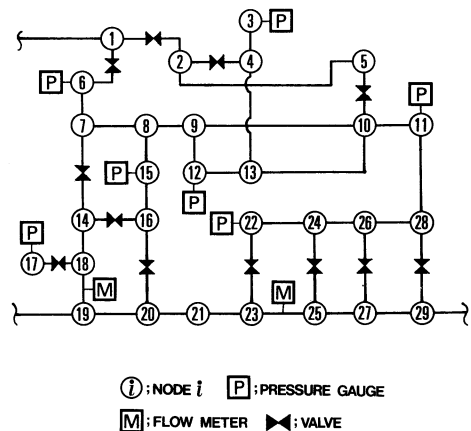 3 P
1
2 4 5
P 6 P
7 8 9 10 11
P 15 12 13
P
P 14 16 P 22 24 26 28
17 18
M M
19 20 21 23 25 27 29
i ; NODE i P ; PRESSURE GAUGE
M ; FLOW METER ; VALVE